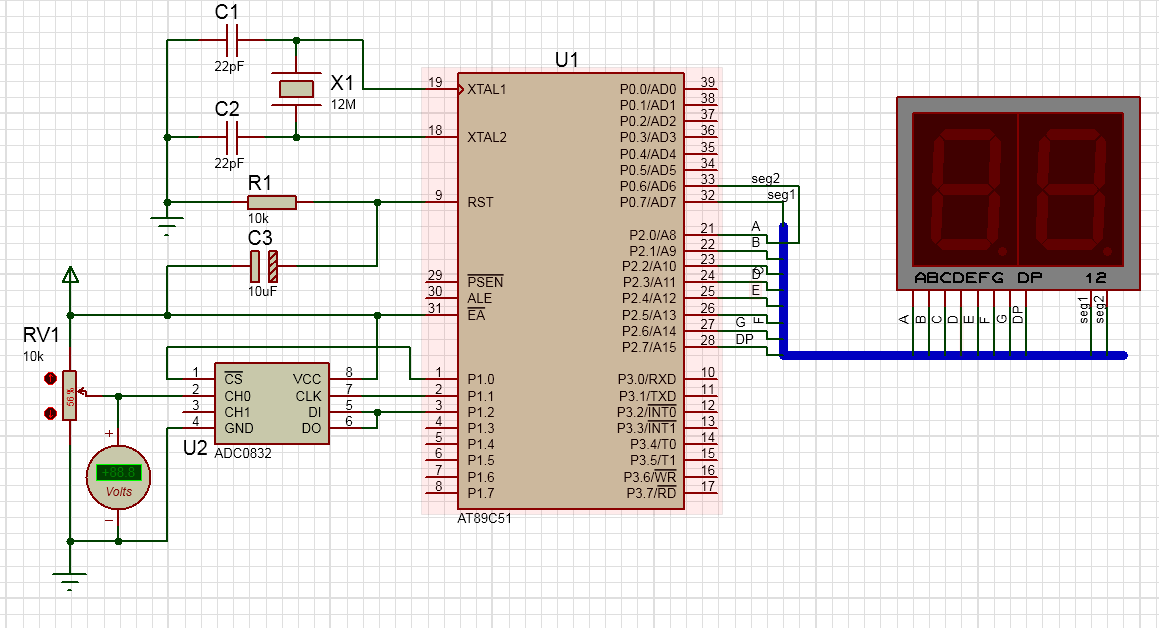 C1
22pF
X1
12M
C2
22pF
R1
10k
C3
10uF
RV1
10k
56 %
+88.8
Volts
+
−
U2
ADC0832
1 CS VCC 8
2 CH0 CLK 7
3 CH1 DI 5
4 GND DO 6
U1
AT89C51
19 XTAL1
18 XTAL2
9 RST
29 PSEN
30 ALE
31 EA
1 P1.0
2 P1.1
3 P1.2
4 P1.3
5 P1.4
6 P1.5
7 P1.6
8 P1.7
P0.0/AD0 39
P0.1/AD1 38
P0.2/AD2 37
P0.3/AD3 36
P0.4/AD4 35
P0.5/AD5 34
P0.6/AD6 33
P0.7/AD7 32
P2.0/A8 21
P2.1/A9 22
P2.2/A10 23
P2.3/A11 24
P2.4/A12 25
P2.5/A13 26
P2.6/A14 27
P2.7/A15 28
P3.0/RXD 10
P3.1/TXD 11
P3.2/INT0 12
P3.3/INT1 13
P3.4/T0 14
P3.5/T1 15
P3.6/WR 16
P3.7/RD 17
seg2
seg1
A
B
C
D
E
F
G
DP
ABCDEFG DP 12
A
B
C
D
E
F
G
DP
seg1
seg2